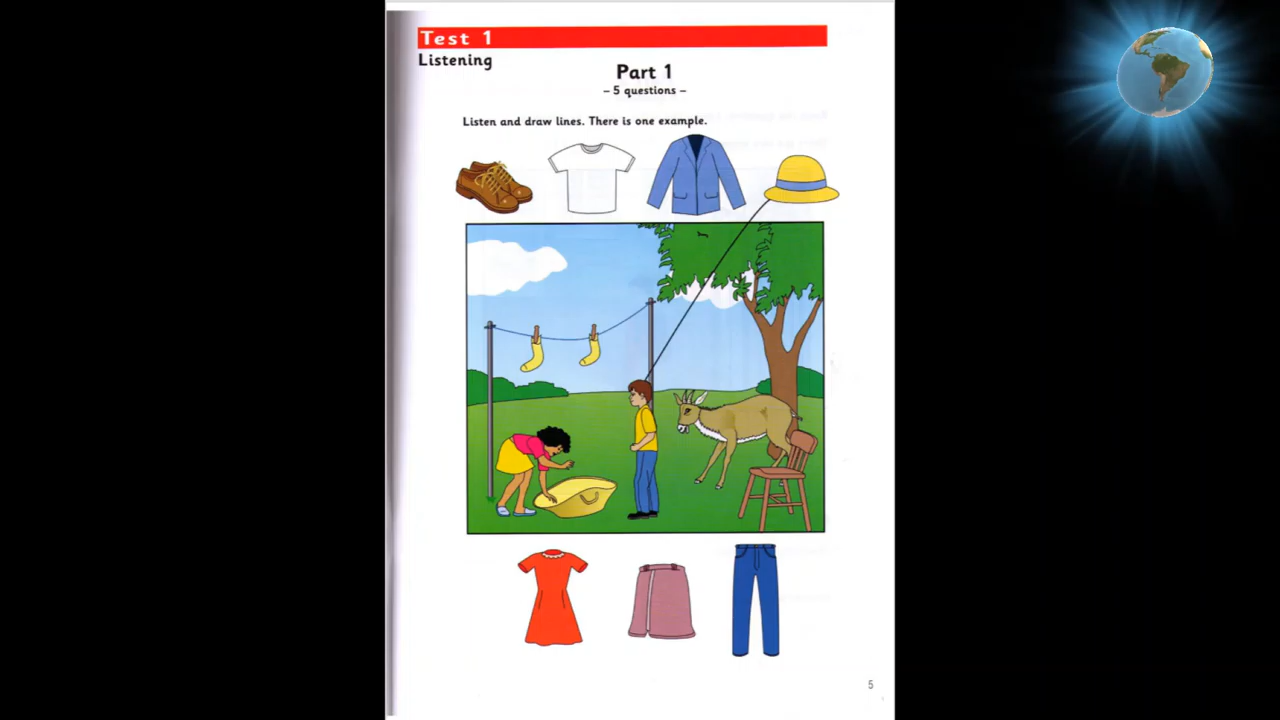 Test 1
Listening
Part 1
– 5 questions –
Listen and draw lines. There is one example.
5